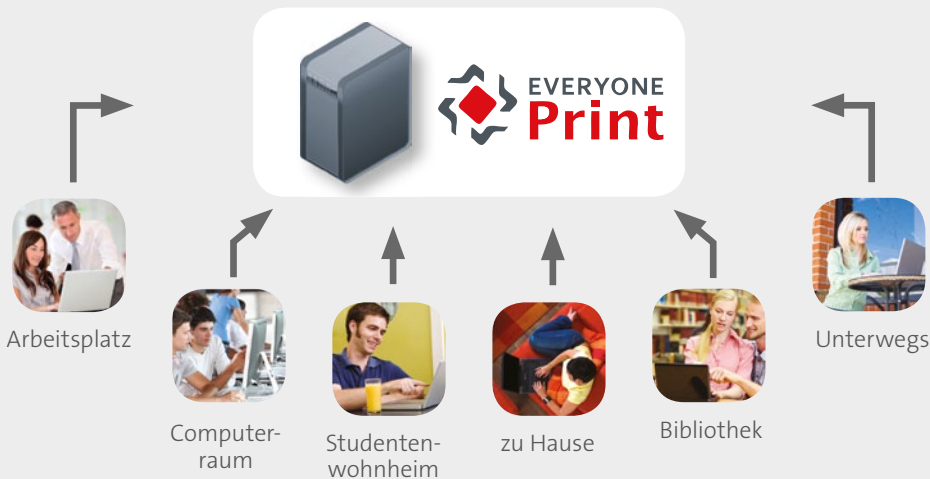 EVERYONE
Print
Arbeitsplatz
Unterwegs
Computer-
raum
Studenten-
wohnheim
zu Hause
Bibliothek